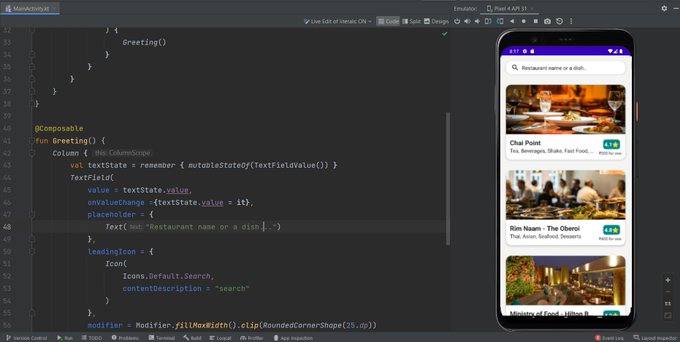 MainActivity.kt
Emulator: Pixel 4 API 31
Live Edit of literals: ON Code Split Design
32 ) {
33 Greeting()
34 }
35 }
36 }
37 }
38 }
39
40 @Composable
41 fun Greeting() {
42 Column { this: ColumnScope
43 val textState = remember { mutableStateOf(TextFieldValue()) }
44 TextField(
45 value = textState.value,
46 onValueChange ={textState.value = it},
47 placeholder = {
48 Text( text: "Restaurant name or a dish...")
49 },
50 leadingIcon = {
51 Icon(
52 Icons.Default.Search,
53 contentDescription = "search"
54 )
55 },
56 modifier = Modifier.fillMaxWidth().clip(RoundedCornerShape(25.dp))
8:17
Restaurant name or a dish..
Chai Point 4.1
Tea, Beverages, Shake, Fast Food, ...
₹200 for one
Rim Naam - The Oberoi 4.8
Thai, Asian, Seafood, Desserts
Ministry of Food - Hilton B
1:1
Version Control Run TODO Problems Terminal Build Logcat Profiler App Inspection Event Log Layout Inspector